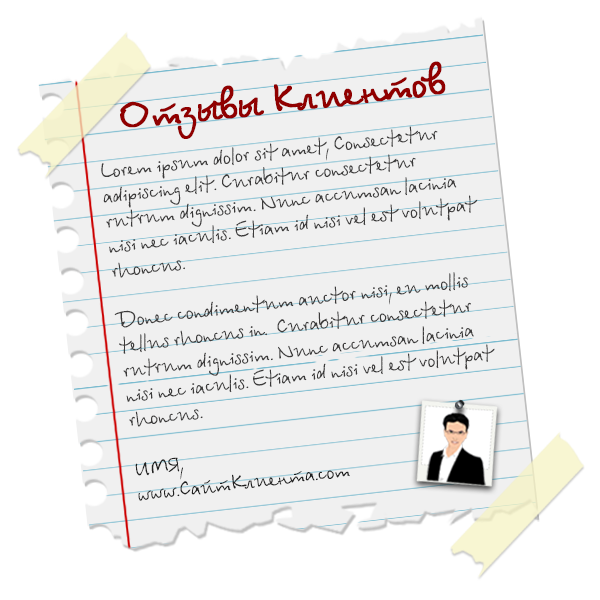 Отзывы Клиентов
Lorem ipsum dolor sit amet, Consectetur
adipiscing elit. Curabitur consectetur
rutrum dignissim. Nunc accumsan lacinia
nisi nec iaculis. Etiam id nisi vel est volutpat
rhoncus.
Donec condimentum auctor nisi, eu mollis
tellus rhoncus in. Curabitur consectetur
rutrum dignissim. Nunc accumsan lacinia
nisi nec iaculis. Etiam id nisi vel est volutpat
rhoncus.
имя,
www.СайтКлиента.com